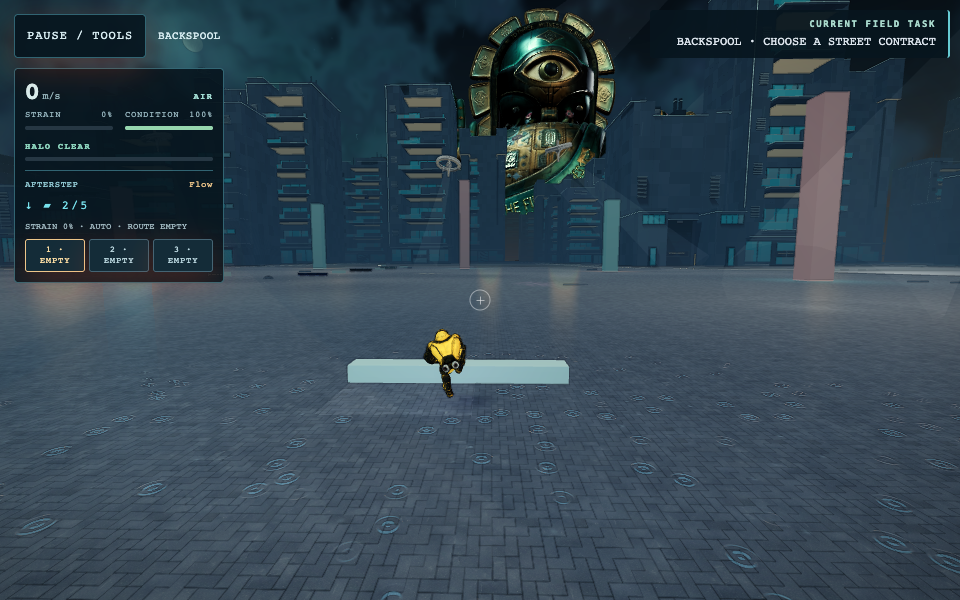 PAUSE / TOOLS
BACKSPOOL
CURRENT FIELD TASK
BACKSPOOL · CHOOSE A STREET CONTRACT
0 m/s
AIR
STRAIN 0%
CONDITION 100%
HALO CLEAR
AFTERSTEP
Flow
↓ ▰ 2/5
STRAIN 0% · AUTO · ROUTE EMPTY
1 · EMPTY
2 · EMPTY
3 · EMPTY